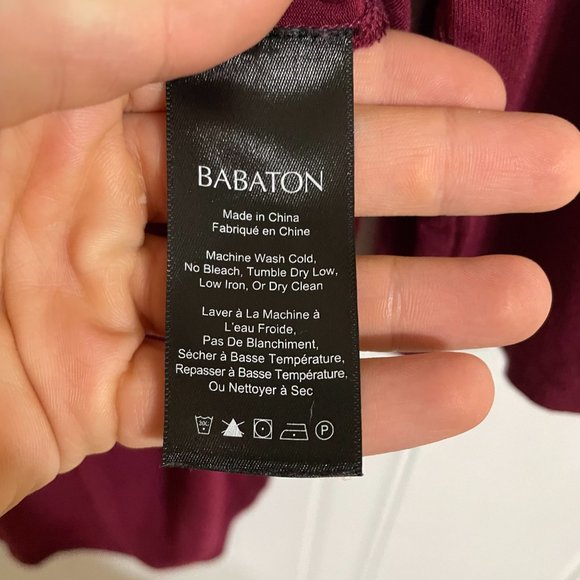 BABATON
Made in China
Fabriqué en Chine
Machine Wash Cold,
No Bleach, Tumble Dry Low,
Low Iron, Or Dry Clean
Laver à La Machine à
L'eau Froide,
Pas De Blanchiment,
Sécher à Basse Température,
Repasser à Basse Température,
Ou Nettoyer à Sec
30C P